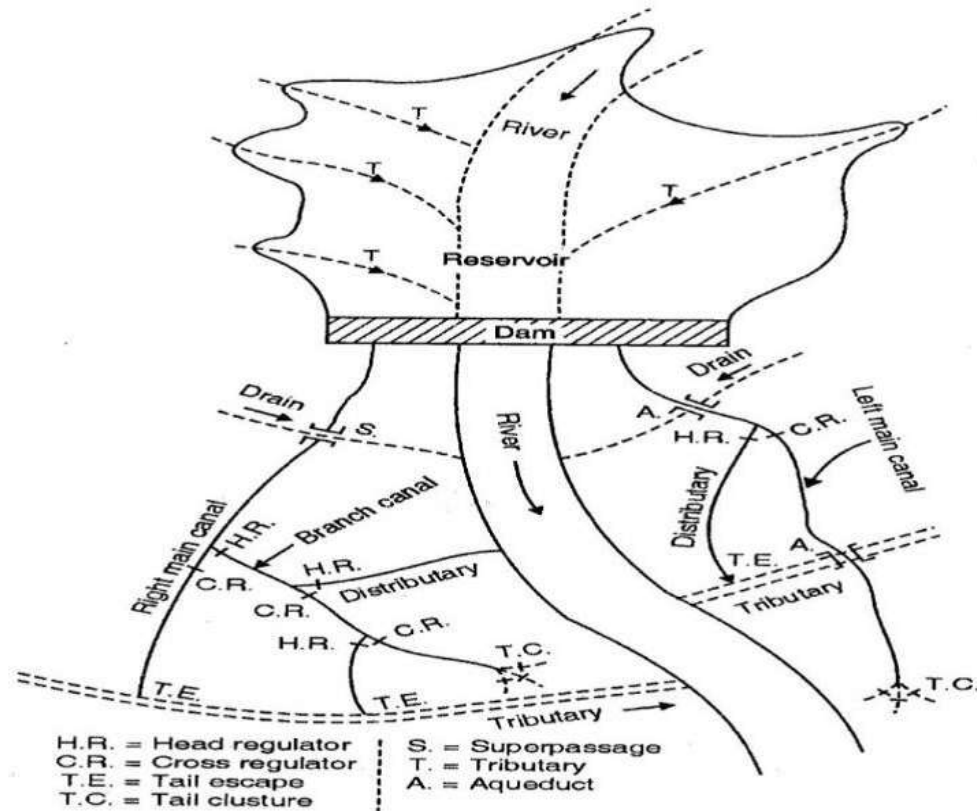 T.
River
T.
T.
Reservoir
T.
Dam
Drain
Drain
A.
S.
H.R.
C.R.
River
Left main canal
Branch canal
Distributary
H.R.
Right main canal
H.R.
T.E.
A.
C.R.
Distributary
Tributary
C.R.
H.R.
C.R.
T.C.
T.C.
T.E.
T.E.
Tributary
H.R. = Head regulator
C.R. = Cross regulator
T.E. = Tail escape
T.C. = Tail clusture
S. = Superpassage
T. = Tributary
A. = Aqueduct